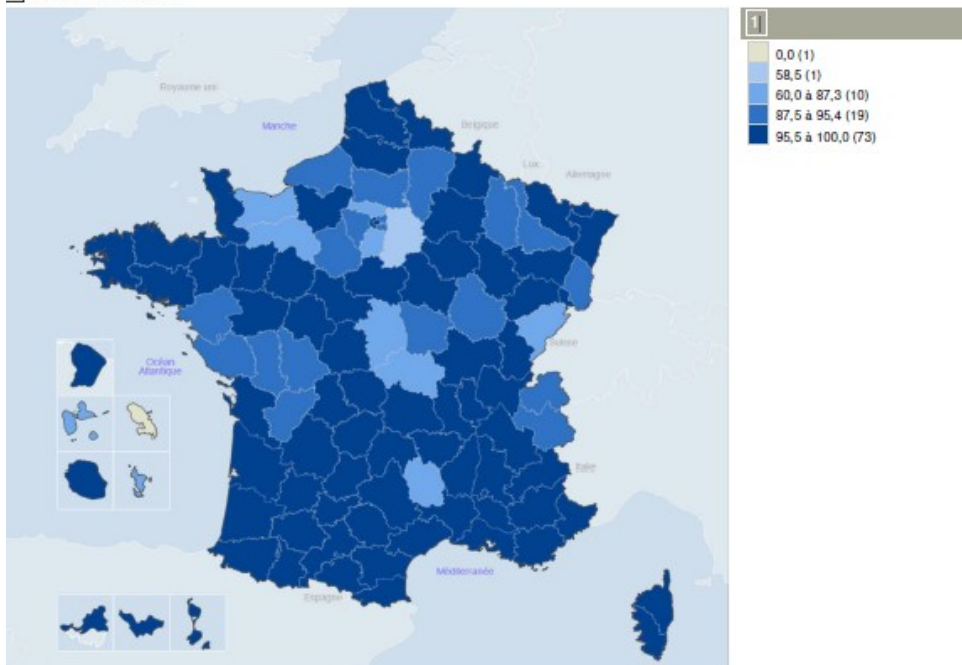 1
0,0 (1)
58,5 (1)
60,0 à 87,3 (10)
87,5 à 95,4 (19)
95,5 à 100,0 (73)
Royaume uni
Manche
Belgique
Lux.
Allemagne
Suisse
Océan
Atlantique
Italie
Méditerranée
Espagne